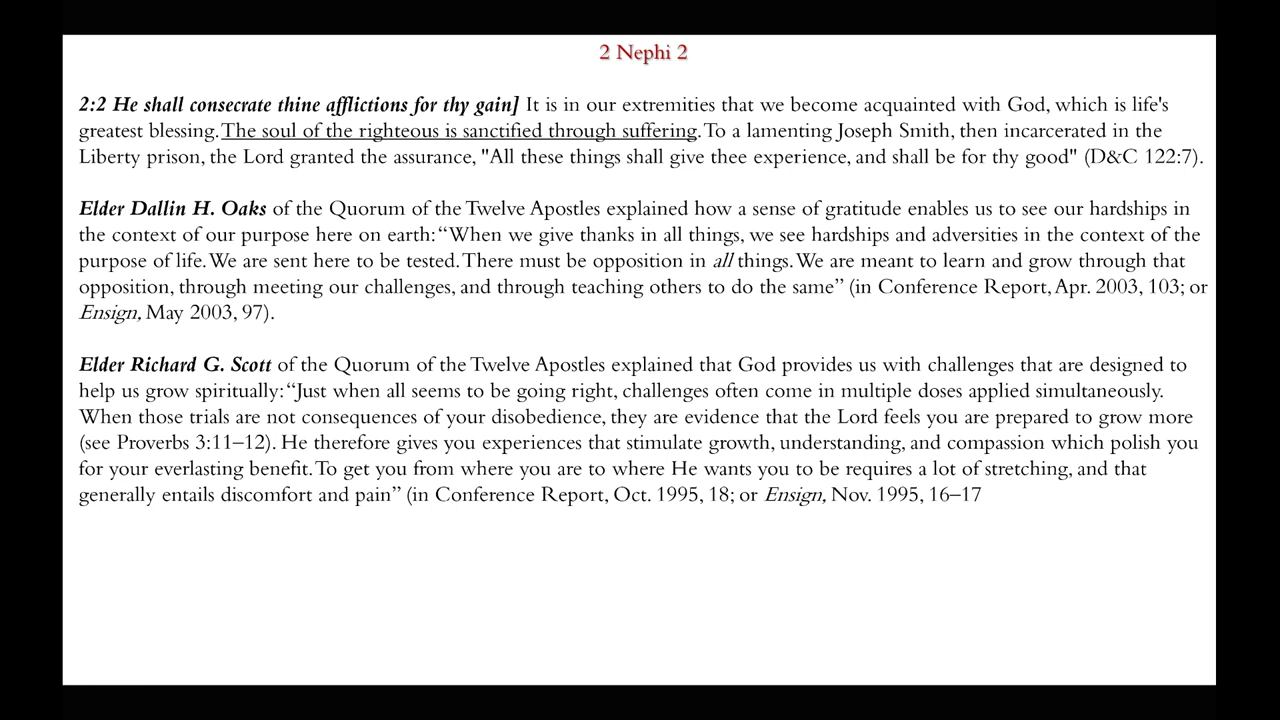 2 Nephi 2
2:2 He shall consecrate thine afflictions for thy gain] It is in our extremities that we become acquainted with God, which is life's
greatest blessing. The soul of the righteous is sanctified through suffering. To a lamenting Joseph Smith, then incarcerated in the
Liberty prison, the Lord granted the assurance, "All these things shall give thee experience, and shall be for thy good" (D&C 122:7).
Elder Dallin H. Oaks of the Quorum of the Twelve Apostles explained how a sense of gratitude enables us to see our hardships in
the context of our purpose here on earth: “When we give thanks in all things, we see hardships and adversities in the context of the
purpose of life. We are sent here to be tested. There must be opposition in all things. We are meant to learn and grow through that
opposition, through meeting our challenges, and through teaching others to do the same” (in Conference Report, Apr. 2003, 103; or
Ensign, May 2003, 97).
Elder Richard G. Scott of the Quorum of the Twelve Apostles explained that God provides us with challenges that are designed to
help us grow spiritually: “Just when all seems to be going right, challenges often come in multiple doses applied simultaneously.
When those trials are not consequences of your disobedience, they are evidence that the Lord feels you are prepared to grow more
(see Proverbs 3:11–12). He therefore gives you experiences that stimulate growth, understanding, and compassion which polish you
for your everlasting benefit. To get you from where you are to where He wants you to be requires a lot of stretching, and that
generally entails discomfort and pain” (in Conference Report, Oct. 1995, 18; or Ensign, Nov. 1995, 16–17